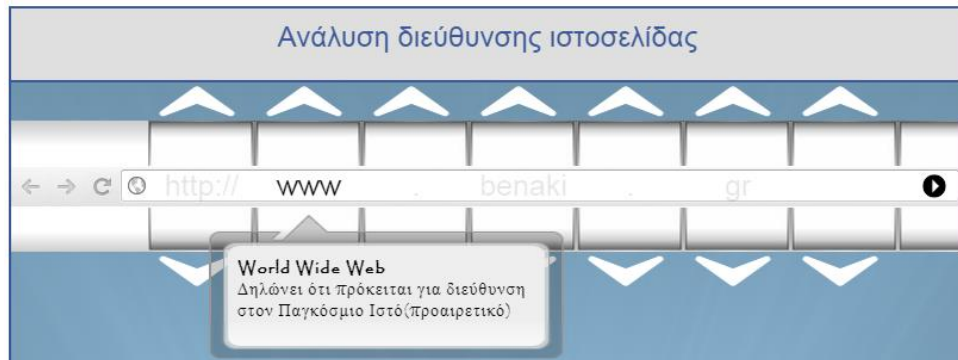 Ανάλυση διεύθυνσης ιστοσελίδας
http:// www . benaki . gr
World Wide Web
Δηλώνει ότι πρόκειται για διεύθυνση
στον Παγκόσμιο Ιστό(προαιρετικό)